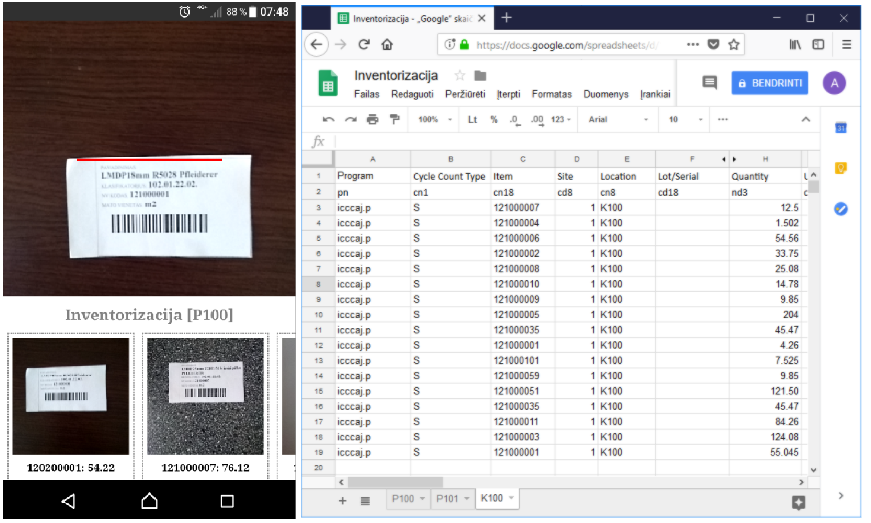 88% 07:48
LMDP18mm R5028 Pfleiderer
102.01.22.02.
121000001
m2
Inventorizacija [P100]
120200001: 54.22
121000007: 76.12
Inventorizacija - „Google“ skaič
https://docs.google.com/spreadsheets/d
Inventorizacija
Failas Redaguoti Peržiūrėti Įterpti Formatas Duomenys Įrankiai
BENDRINTI
A
100% Lt % .0 .00 123 Arial 10
fx
A B C D E F H
1 Program Cycle Count Type Item Site Location Lot/Serial Quantity
2 pn cn1 cn18 cd8 cn8 cd18 nd3
3 icccaj.p S 121000007 1 K100 12.5
4 icccaj.p S 121000004 1 K100 1.502
5 icccaj.p S 121000006 1 K100 54.56
6 icccaj.p S 121000002 1 K100 33.75
7 icccaj.p S 121000008 1 K100 25.08
8 icccaj.p S 121000010 1 K100 14.78
9 icccaj.p S 121000009 1 K100 9.85
10 icccaj.p S 121000005 1 K100 204
11 icccaj.p S 121000035 1 K100 45.47
12 icccaj.p S 121000001 1 K100 4.26
13 icccaj.p S 121000101 1 K100 7.525
14 icccaj.p S 121000059 1 K100 9.85
15 icccaj.p S 121000051 1 K100 121.50
16 icccaj.p S 121000035 1 K100 45.47
17 icccaj.p S 121000011 1 K100 84.26
18 icccaj.p S 121000003 1 K100 124.08
19 icccaj.p S 121000001 1 K100 55.045
20
P100 P101 K100
31